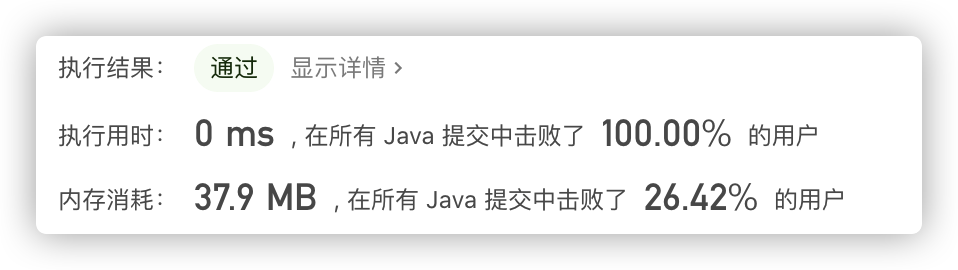 执行结果： 通过 显示详情 >
执行用时： 0 ms , 在所有 Java 提交中击败了 100.00% 的用户
内存消耗： 37.9 MB , 在所有 Java 提交中击败了 26.42% 的用户